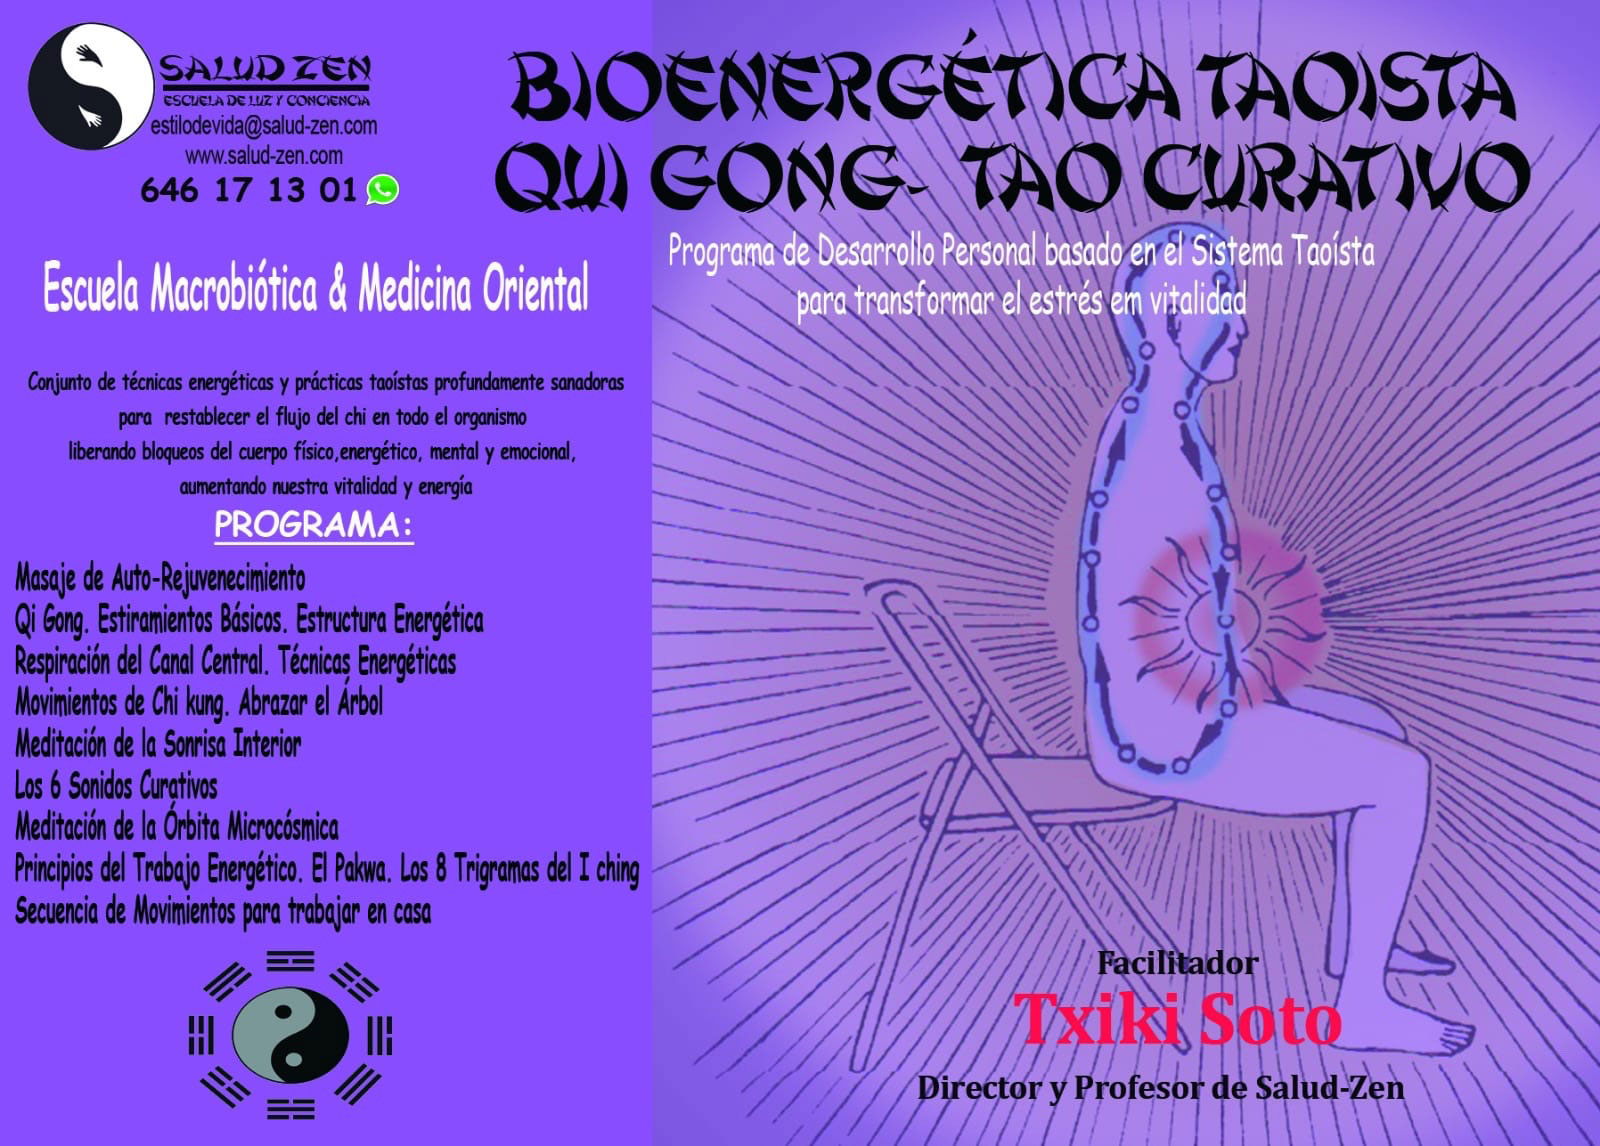 SALUD ZEN
ESCUELA DE LUZ Y CONCIENCIA
estilodevida@salud-zen.com
www.salud-zen.com
646 17 13 01
Escuela Macrobiótica & Medicina Oriental
Conjunto de técnicas energéticas y prácticas taoístas profundamente sanadoras
para restablecer el flujo del chi en todo el organismo
liberando bloqueos del cuerpo físico,energético, mental y emocional,
aumentando nuestra vitalidad y energía
PROGRAMA:
Masaje de Auto-Rejuvenecimiento
Qi Gong. Estiramientos Básicos. Estructura Energética
Respiración del Canal Central. Técnicas Energéticas
Movimientos de Chi kung. Abrazar el Árbol
Meditación de la Sonrisa Interior
Los 6 Sonidos Curativos
Meditación de la Órbita Microcósmica
Principios del Trabajo Energético. El Pakwa. Los 8 Trigramas del I ching
Secuencia de Movimientos para trabajar en casa
BIOENERGÉTICA TAOISTA
QUI GONG- TAO CURATIVO
Programa de Desarrollo Personal basado en el Sistema Taoísta
para transformar el estrés em vitalidad
Facilitador
Txiki Soto
Director y Profesor de Salud-Zen